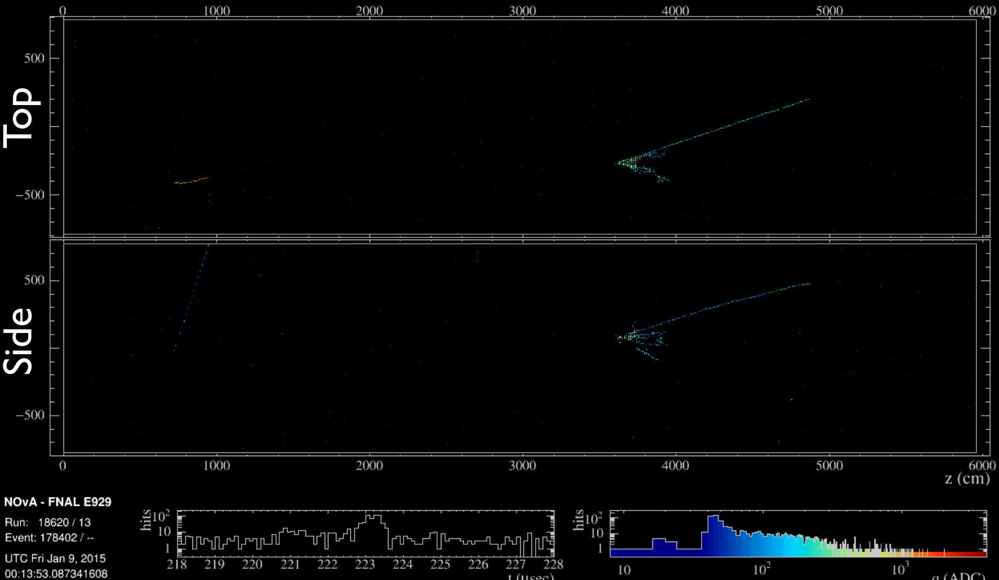 0 1000 2000 3000 4000 5000 6000
Top
500
−500
Side
500
−500
0 1000 2000 3000 4000 5000 6000
z (cm)
NOvA - FNAL E929
Run: 18620 / 13
Event: 178402 / --
UTC Fri Jan 9, 2015
00:13:53.087341608
hits
10²
10
1
218 219 220 221 222 223 224 225 226 227 228
t (μsec)
hits
10²
10
1
10 10² 10³
q (ADC)